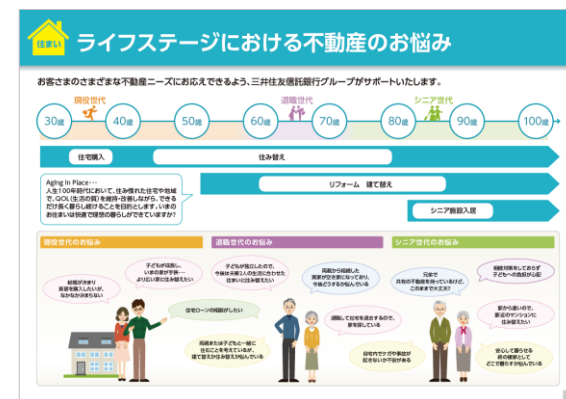 住まい
ライフステージにおける不動産のお悩み
お客さまのさまざまな不動産ニーズにお応えできるよう、三井住友信託銀行グループがサポートいたします。
現役世代
退職世代
シニア世代
30歳
40歳
50歳
60歳
70歳
80歳
90歳
100歳
住宅購入
住み替え
Aging In Place…
人生100年時代において、住み慣れた住宅や地域
で、QOL(生活の質)を維持・改善しながら、できる
だけ長く暮らし続けることを目的とします。いまの
お住まいは快適で理想の暮らしができていますか?
リフォーム 建て替え
シニア施設入居
現役世代のお悩み
退職世代のお悩み
シニア世代のお悩み
結婚が決まり
新居を購入したいが、
なかなか決まらない
子どもが成長し、
いまの家が手狭…
より広い家に住み替えたい
住宅ローンの相談がしたい
両親または子どもと一緒に
住むことを考えているが、
建て替えか住み替えか悩んでいる
子どもが独立したので、
今後は夫婦2人の生活に合わせた
住まいに住み替えたい
両親から相続した
実家が空き家になっており、
今後どうするか悩んでいる
退職して社宅を退去するので、
家を探している
自宅内でケガや事故が
起きないか不安がある
兄弟で
共有の不動産を持っているけど、
このままで大丈夫?
相続対策をしておらず
子どもへの負担が心配
駅から遠いので、
駅近のマンションに
住み替えたい
安心して暮らせる
終の棲家として
どこで暮らすか悩んでいる